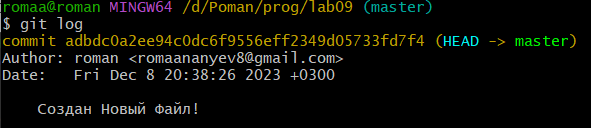 romaa@roman MINGW64 /d/Roman/prog/lab09 (master)
$ git log
commit adbdc0a2ee94c0dc6f9556eff2349d05733fd7f4 (HEAD -> master)
Author: roman <romaananyev8@gmail.com>
Date:   Fri Dec 8 20:38:26 2023 +0300
Создан Новый Файл!